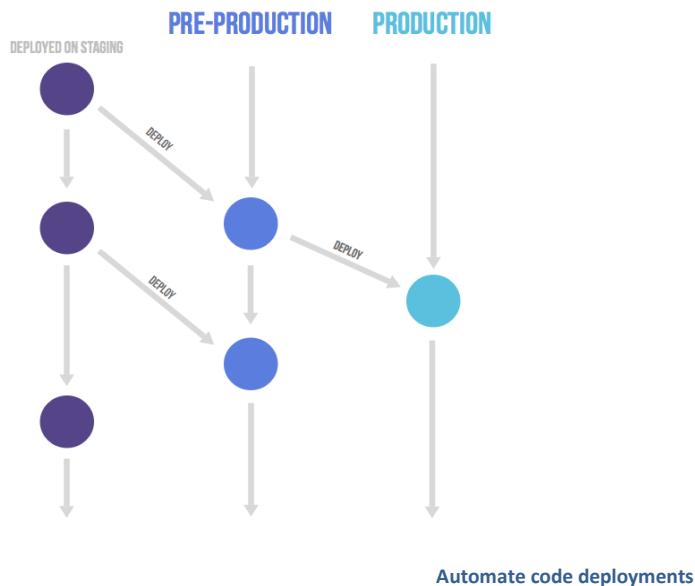 PRE-PRODUCTION
PRODUCTION
DEPLOYED ON STAGING
DEPLOY
DEPLOY
DEPLOY
Automate code deployments